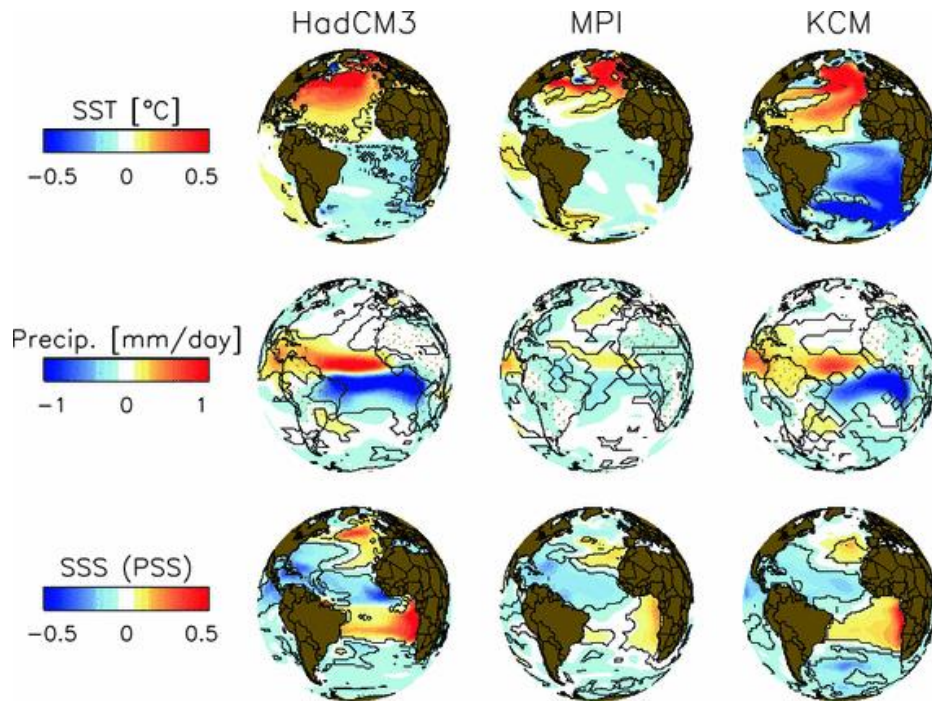 HadCM3 MPI KCM
SST [°C]
−0.5 0 0.5
Precip. [mm/day]
−1 0 1
SSS (PSS)
−0.5 0 0.5